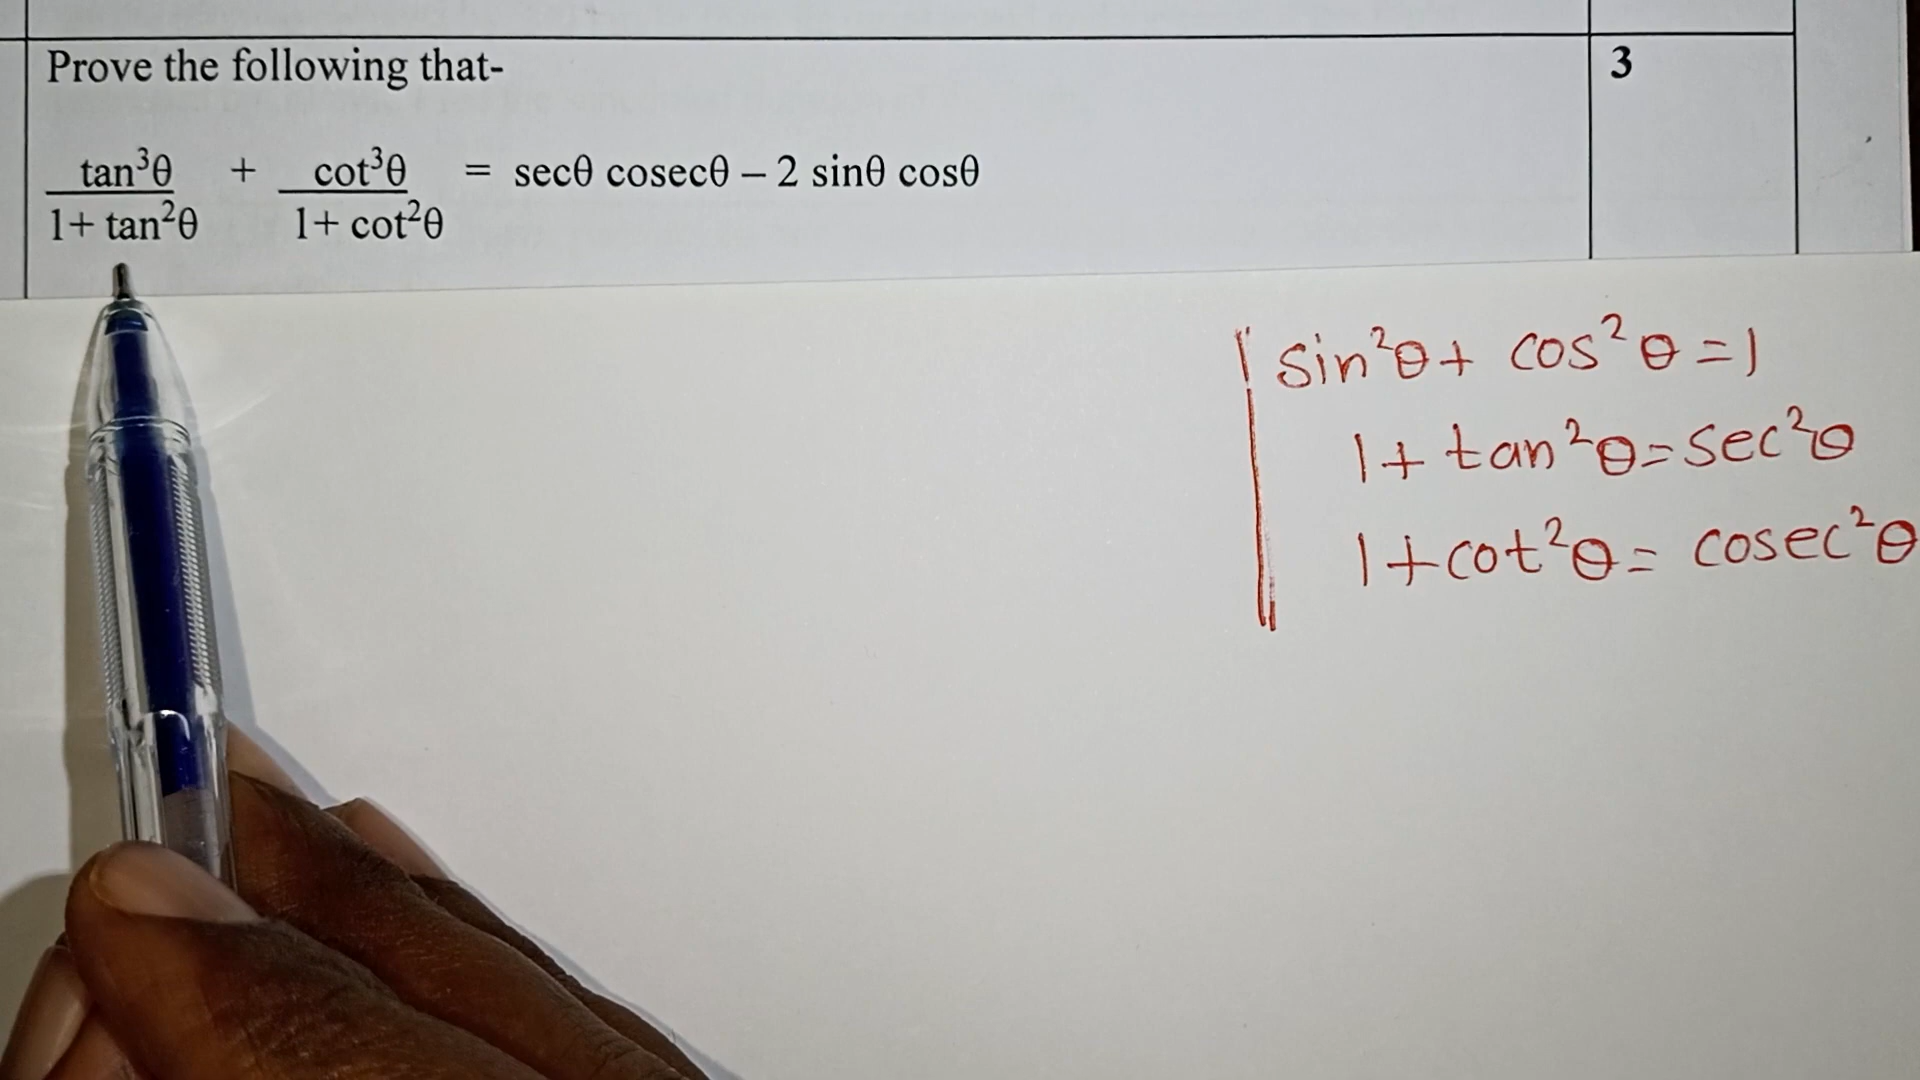 Prove the following that-
3
tan³θ + cot³θ = secθ cosecθ – 2 sinθ cosθ
1+ tan²θ 1+ cot²θ
sin²θ + cos²θ = 1
1 + tan²θ = sec²θ
1 + cot²θ = cosec²θ